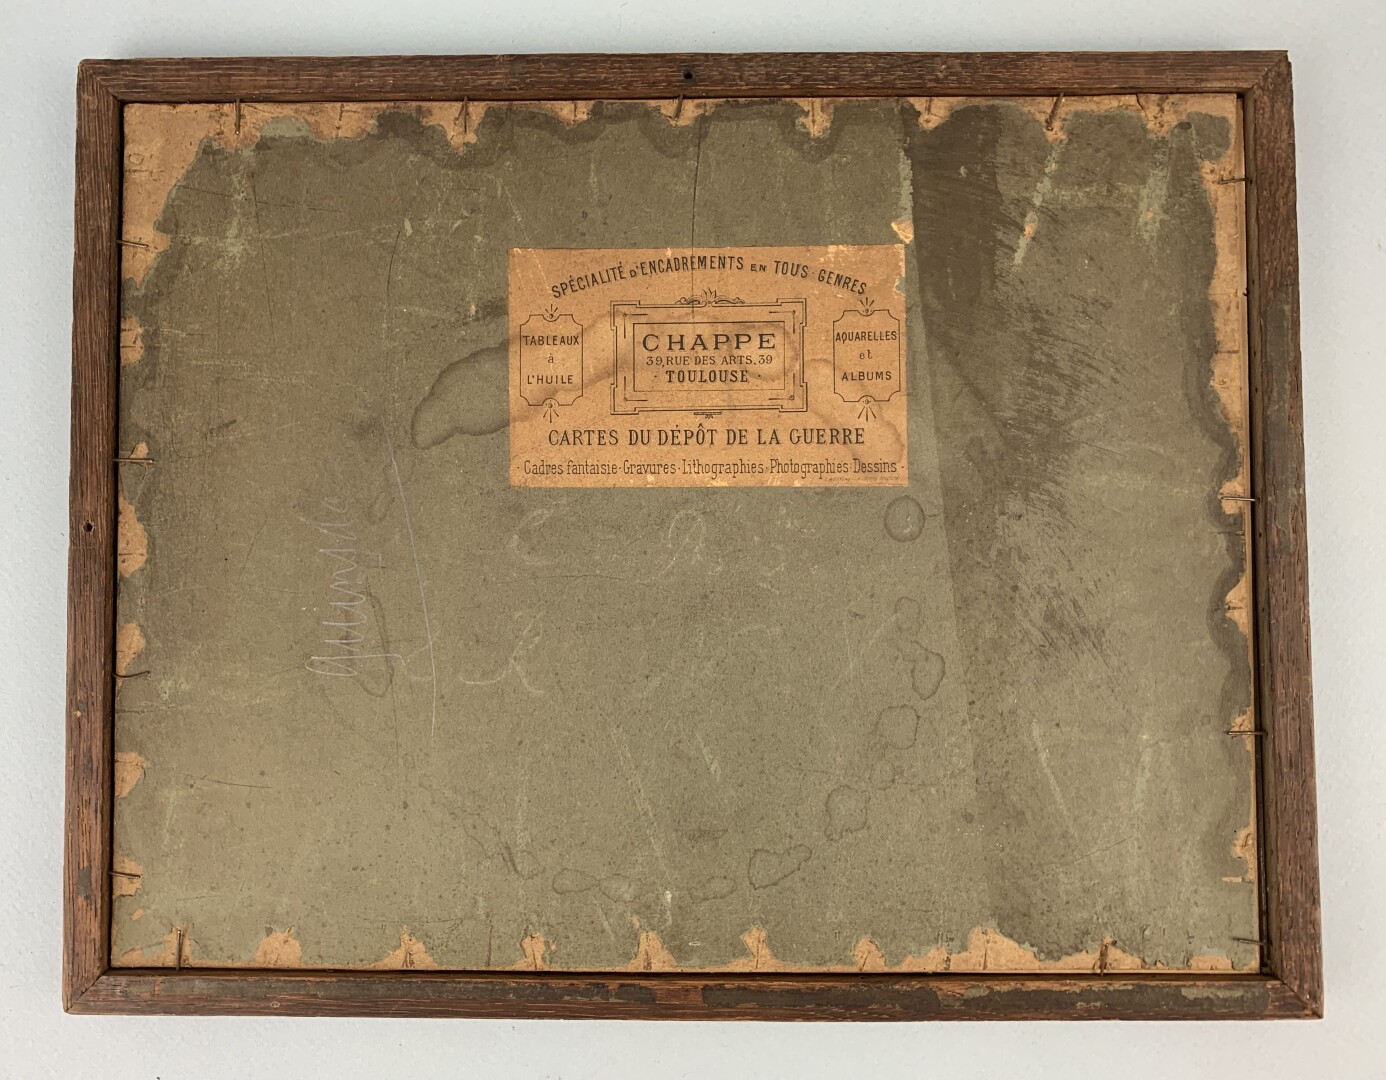 SPÉCIALITÉ D'ENCADREMENTS EN TOUS GENRES
TABLEAUX
à
L'HUILE
CHAPPE
39, RUE DES ARTS, 39
· TOULOUSE ·
AQUARELLES
et
ALBUMS
CARTES DU DÉPÔT DE LA GUERRE
· Cadres fantaisie · Gravures · Lithographies · Photographies · Dessins ·